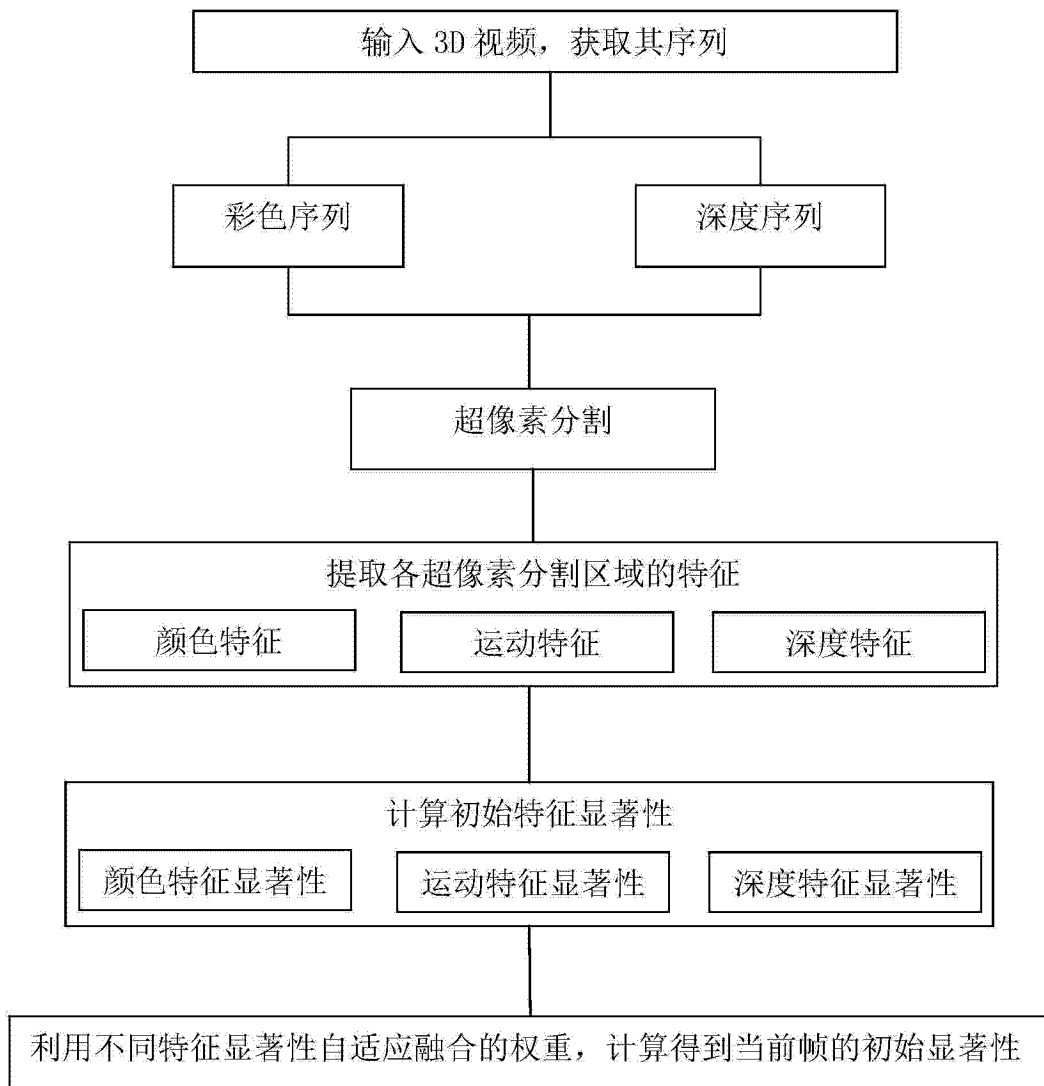 输入 3D 视频，获取其序列
彩色序列
深度序列
超像素分割
提取各超像素分割区域的特征
颜色特征
运动特征
深度特征
计算初始特征显著性
颜色特征显著性
运动特征显著性
深度特征显著性
利用不同特征显著性自适应融合的权重，计算得到当前帧的初始显著性